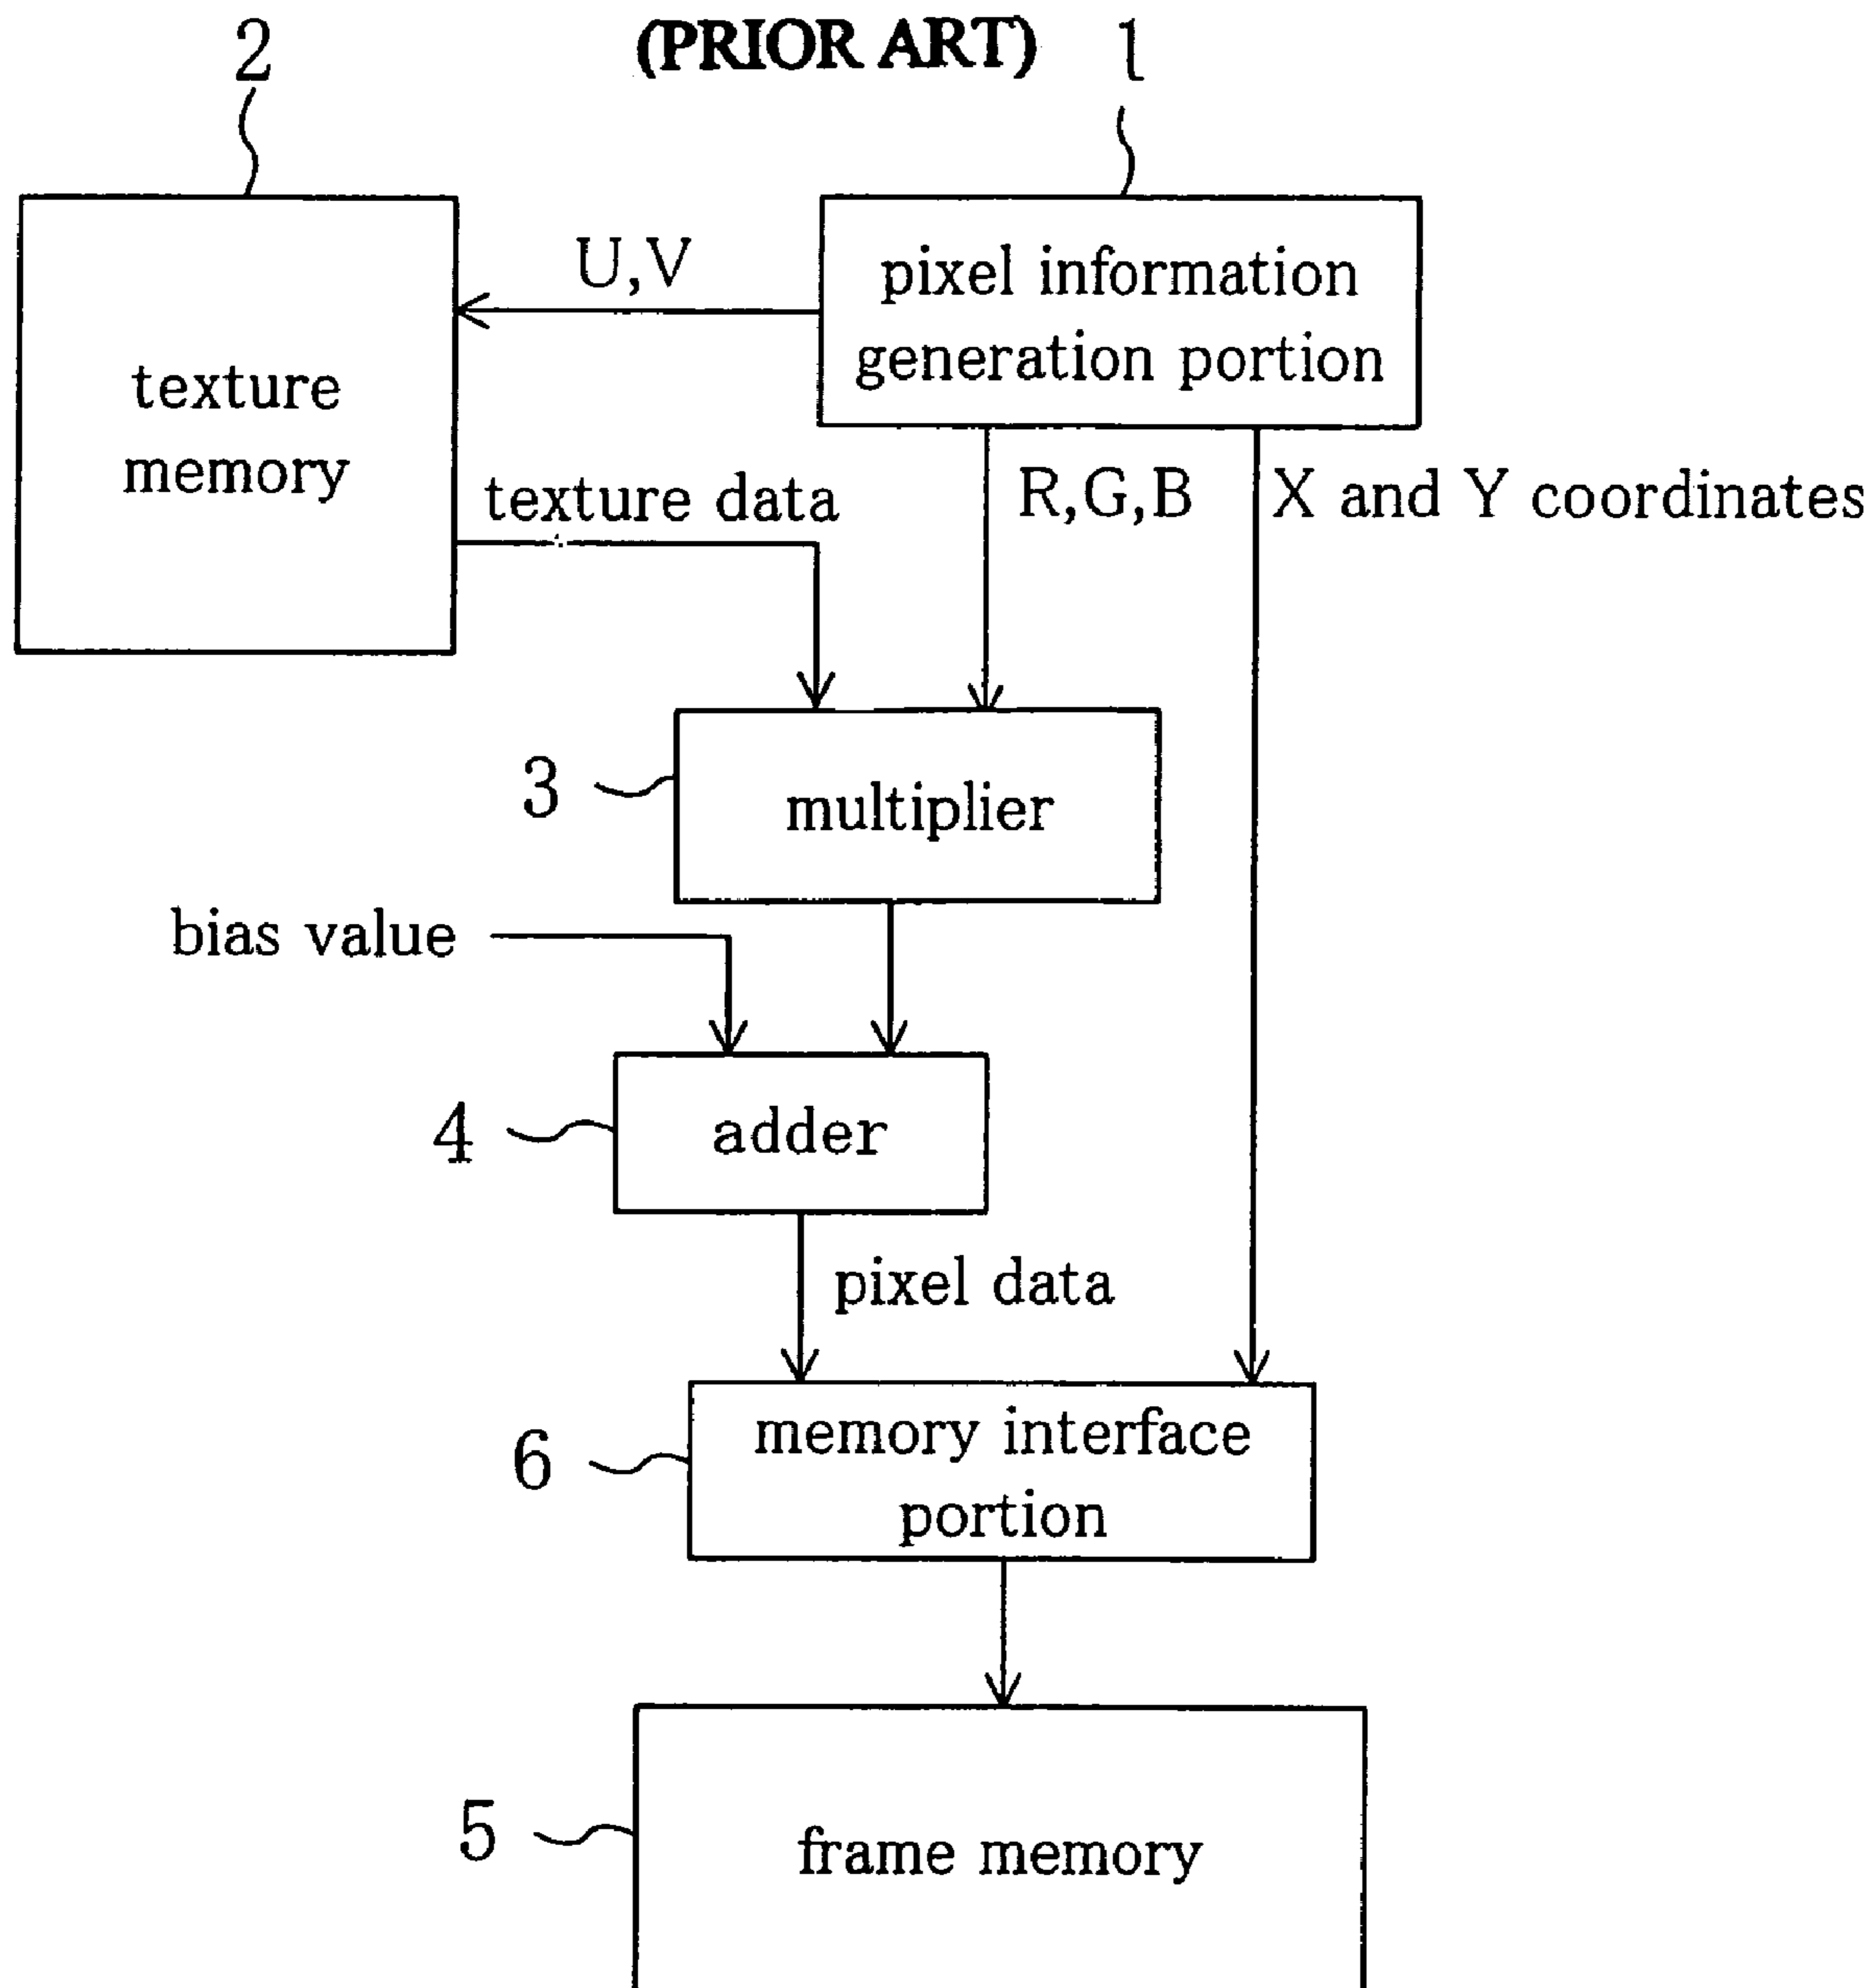 (PRIOR ART)
2
1
U,V
pixel information
generation portion
texture
memory
texture data
R,G,B
X and Y coordinates
3
multiplier
bias value
4
adder
pixel data
6
memory interface
portion
5
frame memory